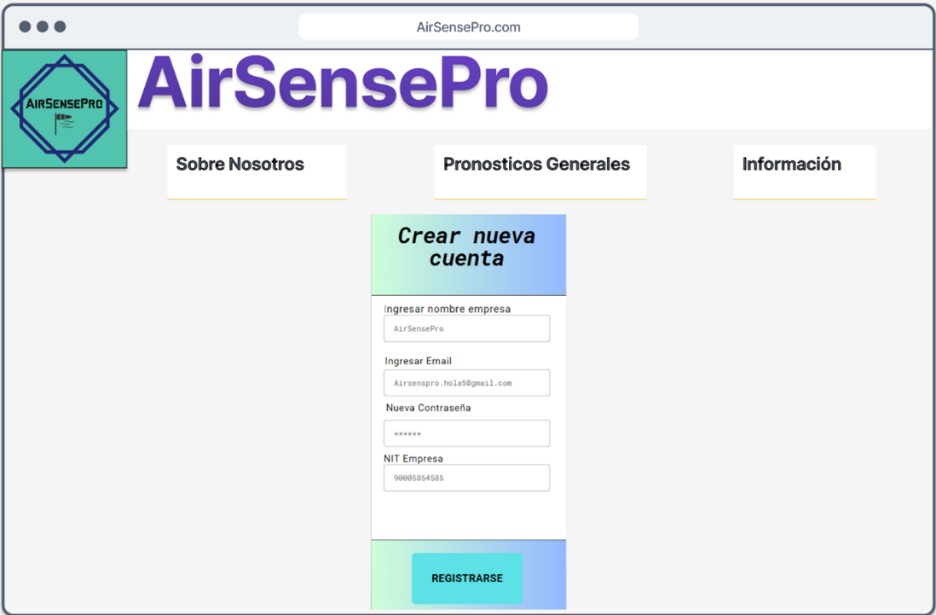 AirSensePro.com
AirSensePro
AirSensePro
Sobre Nosotros
Pronosticos Generales
Información
Crear nueva
cuenta
Ingresar nombre empresa
AirSensePro
Ingresar Email
Airsenspro.hola5@gmail.com
Nueva Contraseña
******
NIT Empresa
90005854585
REGISTRARSE